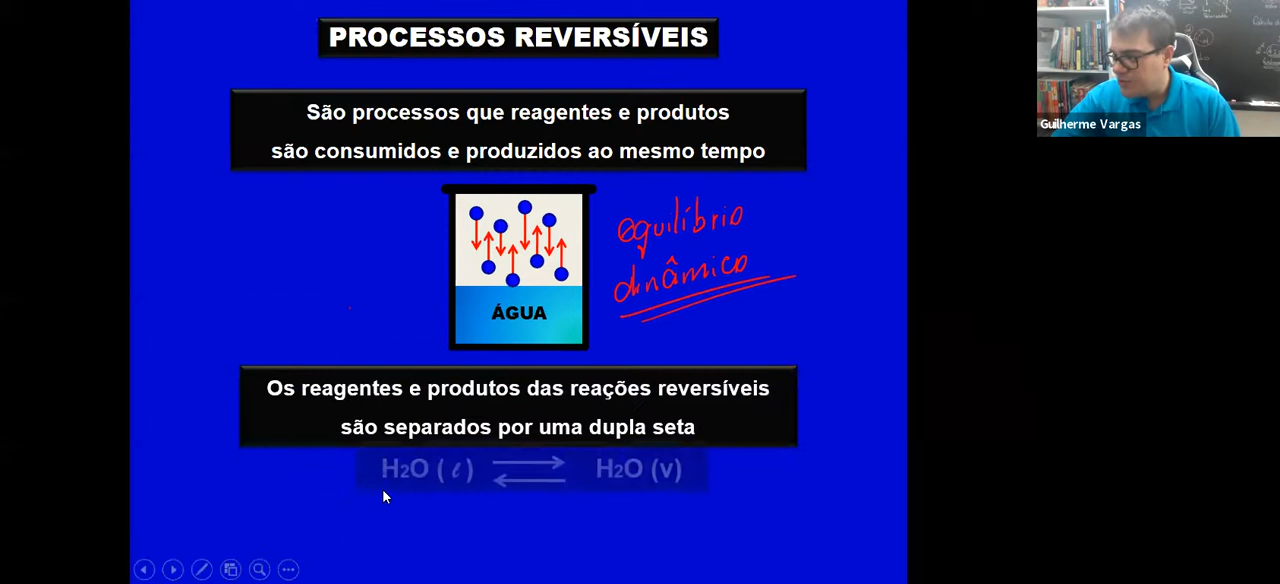 PROCESSOS REVERSÍVEIS
São processos que reagentes e produtos
são consumidos e produzidos ao mesmo tempo
equilíbrio
dinâmico
ÁGUA
Os reagentes e produtos das reações reversíveis
são separados por uma dupla seta
H2O (ℓ) ⇌ H2O (v)
Guilherme Vargas